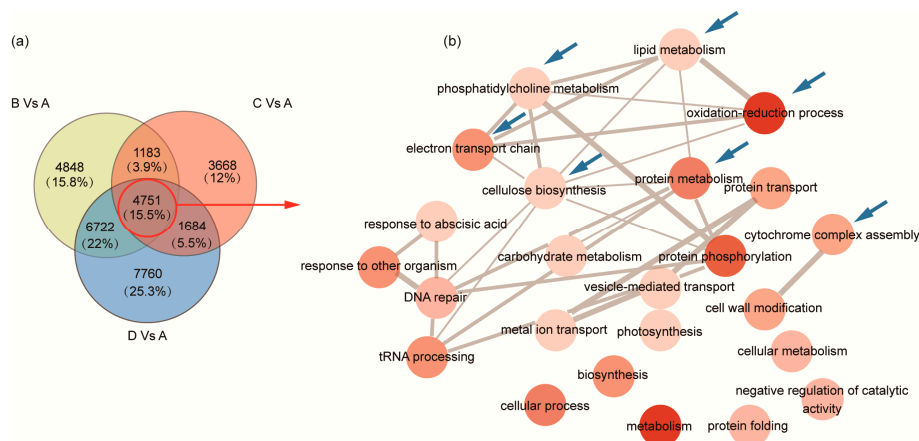 (a)
B Vs A
C Vs A
4848
(15.8%)
1183
(3.9%)
3668
(12%)
4751
(15.5%)
6722
(22%)
1684
(5.5%)
7760
(25.3%)
D Vs A
(b)
lipid metabolism
phosphatidylcholine metabolism
oxidation-reduction process
electron transport chain
cellulose biosynthesis
protein metabolism
protein transport
response to abscisic acid
cytochrome complex assembly
response to other organism
carbohydrate metabolism
protein phosphorylation
DNA repair
vesicle-mediated transport
cell wall modification
metal ion transport
photosynthesis
tRNA processing
cellular metabolism
biosynthesis
negative regulation of catalytic
activity
cellular process
metabolism
protein folding